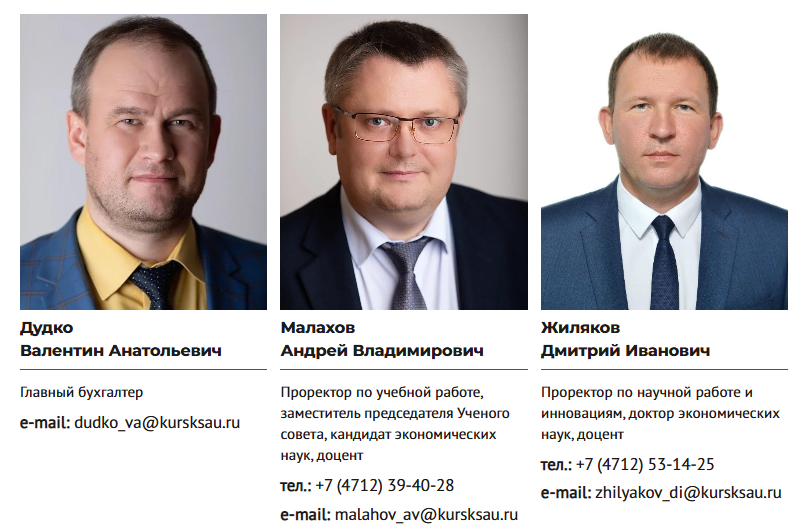 Дудко
Валентин Анатольевич
Главный бухгалтер
e-mail: dudko_va@kursksau.ru
Малахов
Андрей Владимирович
Проректор по учебной работе,
заместитель председателя Ученого
совета, кандидат экономических
наук, доцент
тел.: +7 (4712) 39-40-28
e-mail: malahov_av@kursksau.ru
Жиляков
Дмитрий Иванович
Проректор по научной работе и
инновациям, доктор экономических
наук, доцент
тел.: +7 (4712) 53-14-25
e-mail: zhilyakov_di@kursksau.ru